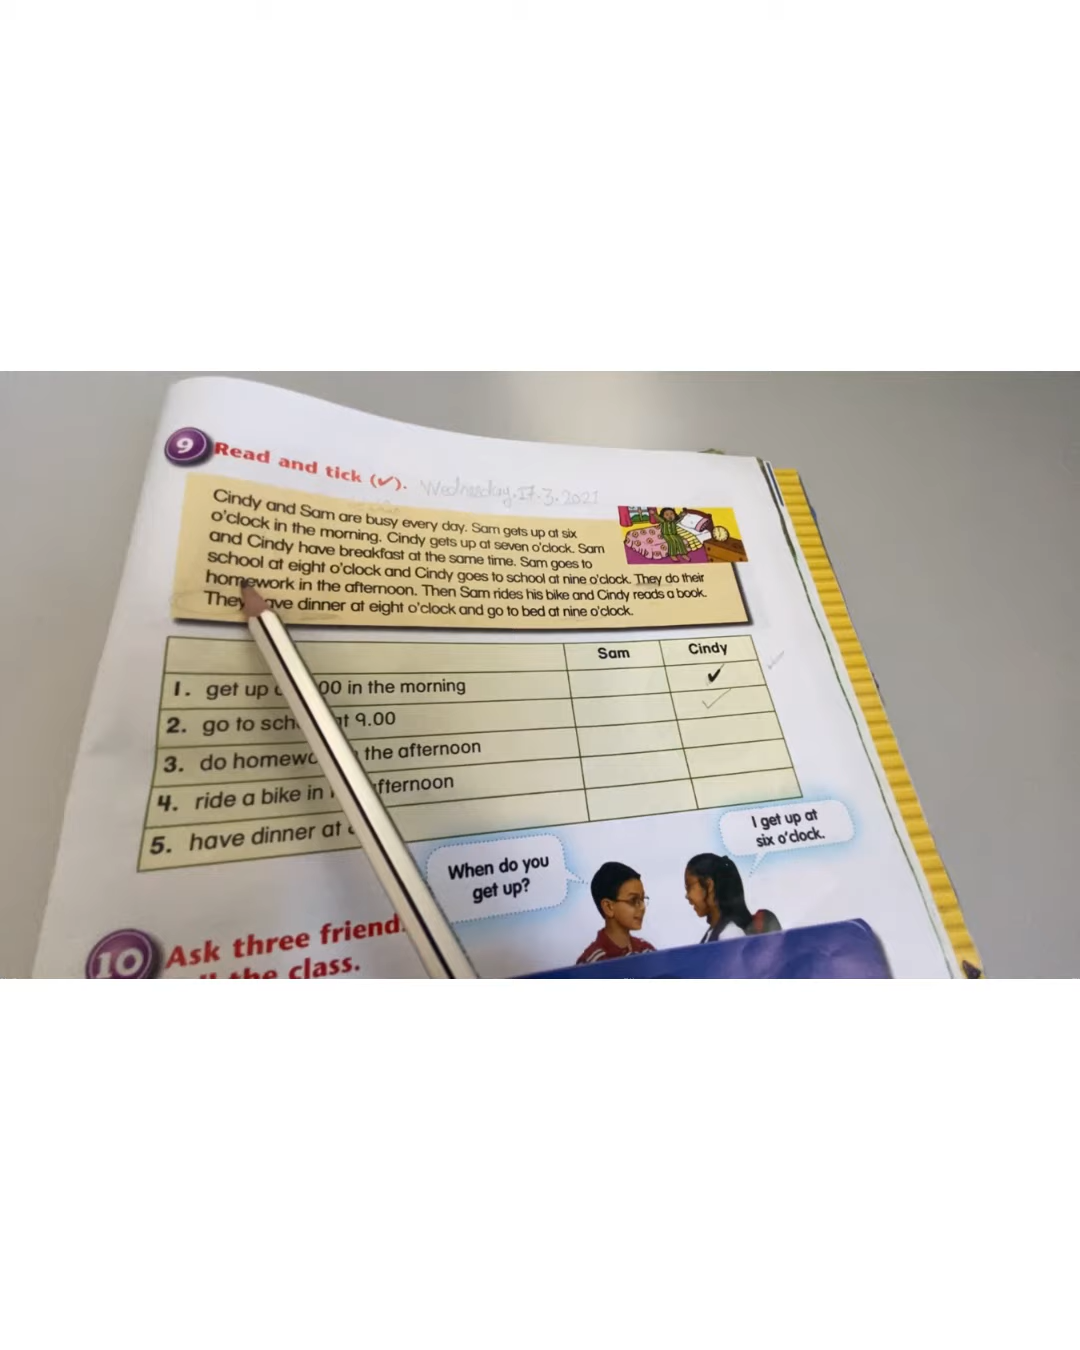 9 Read and tick (✔). Wednesday, 17.3.2021
Cindy and Sam are busy every day. Sam gets up at six
o'clock in the morning. Cindy gets up at seven o'clock. Sam
and Cindy have breakfast at the same time. Sam goes to
school at eight o'clock and Cindy goes to school at nine o'clock. They do their
homework in the afternoon. Then Sam rides his bike and Cindy reads a book.
They ave dinner at eight o'clock and go to bed at nine o'clock.
Sam Cindy
1. get up 00 in the morning ✔
2. go to sch at 9.00 ✓
3. do homewo the afternoon
4. ride a bike in fternoon
5. have dinner at
When do you
get up?
I get up at
six o'clock.
10 Ask three friend
the class.